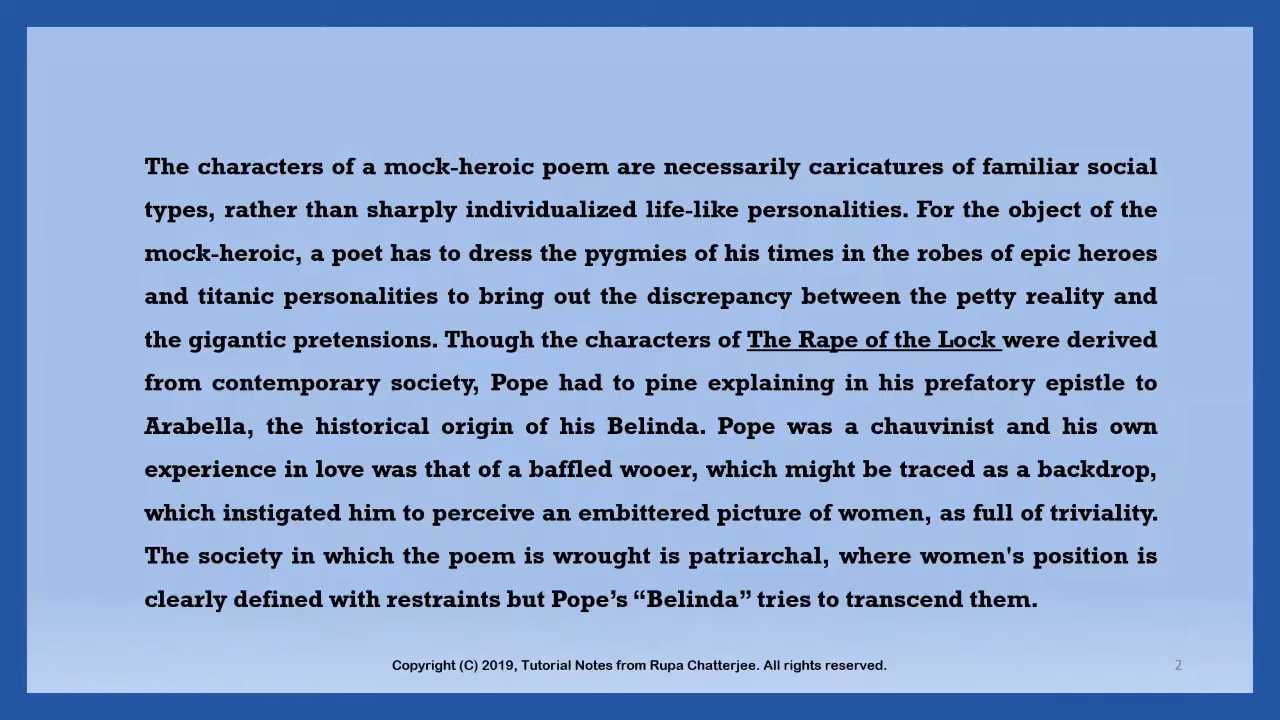 The characters of a mock-heroic poem are necessarily caricatures of familiar social
types, rather than sharply individualized life-like personalities. For the object of the
mock-heroic, a poet has to dress the pygmies of his times in the robes of epic heroes
and titanic personalities to bring out the discrepancy between the petty reality and
the gigantic pretensions. Though the characters of The Rape of the Lock were derived
from contemporary society, Pope had to pine explaining in his prefatory epistle to
Arabella, the historical origin of his Belinda. Pope was a chauvinist and his own
experience in love was that of a baffled wooer, which might be traced as a backdrop,
which instigated him to perceive an embittered picture of women, as full of triviality.
The society in which the poem is wrought is patriarchal, where women's position is
clearly defined with restraints but Pope’s “Belinda” tries to transcend them.
Copyright (C) 2019, Tutorial Notes from Rupa Chatterjee. All rights reserved.
2